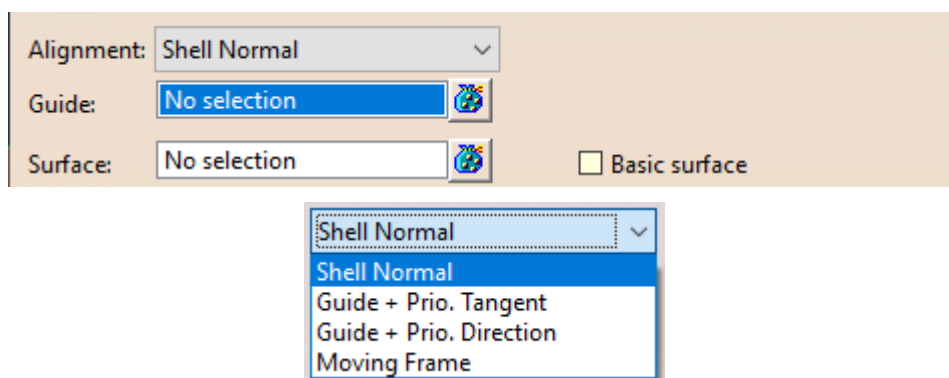 Alignment: Shell Normal
Guide: No selection
Surface: No selection Basic surface
Shell Normal
Shell Normal
Guide + Prio. Tangent
Guide + Prio. Direction
Moving Frame